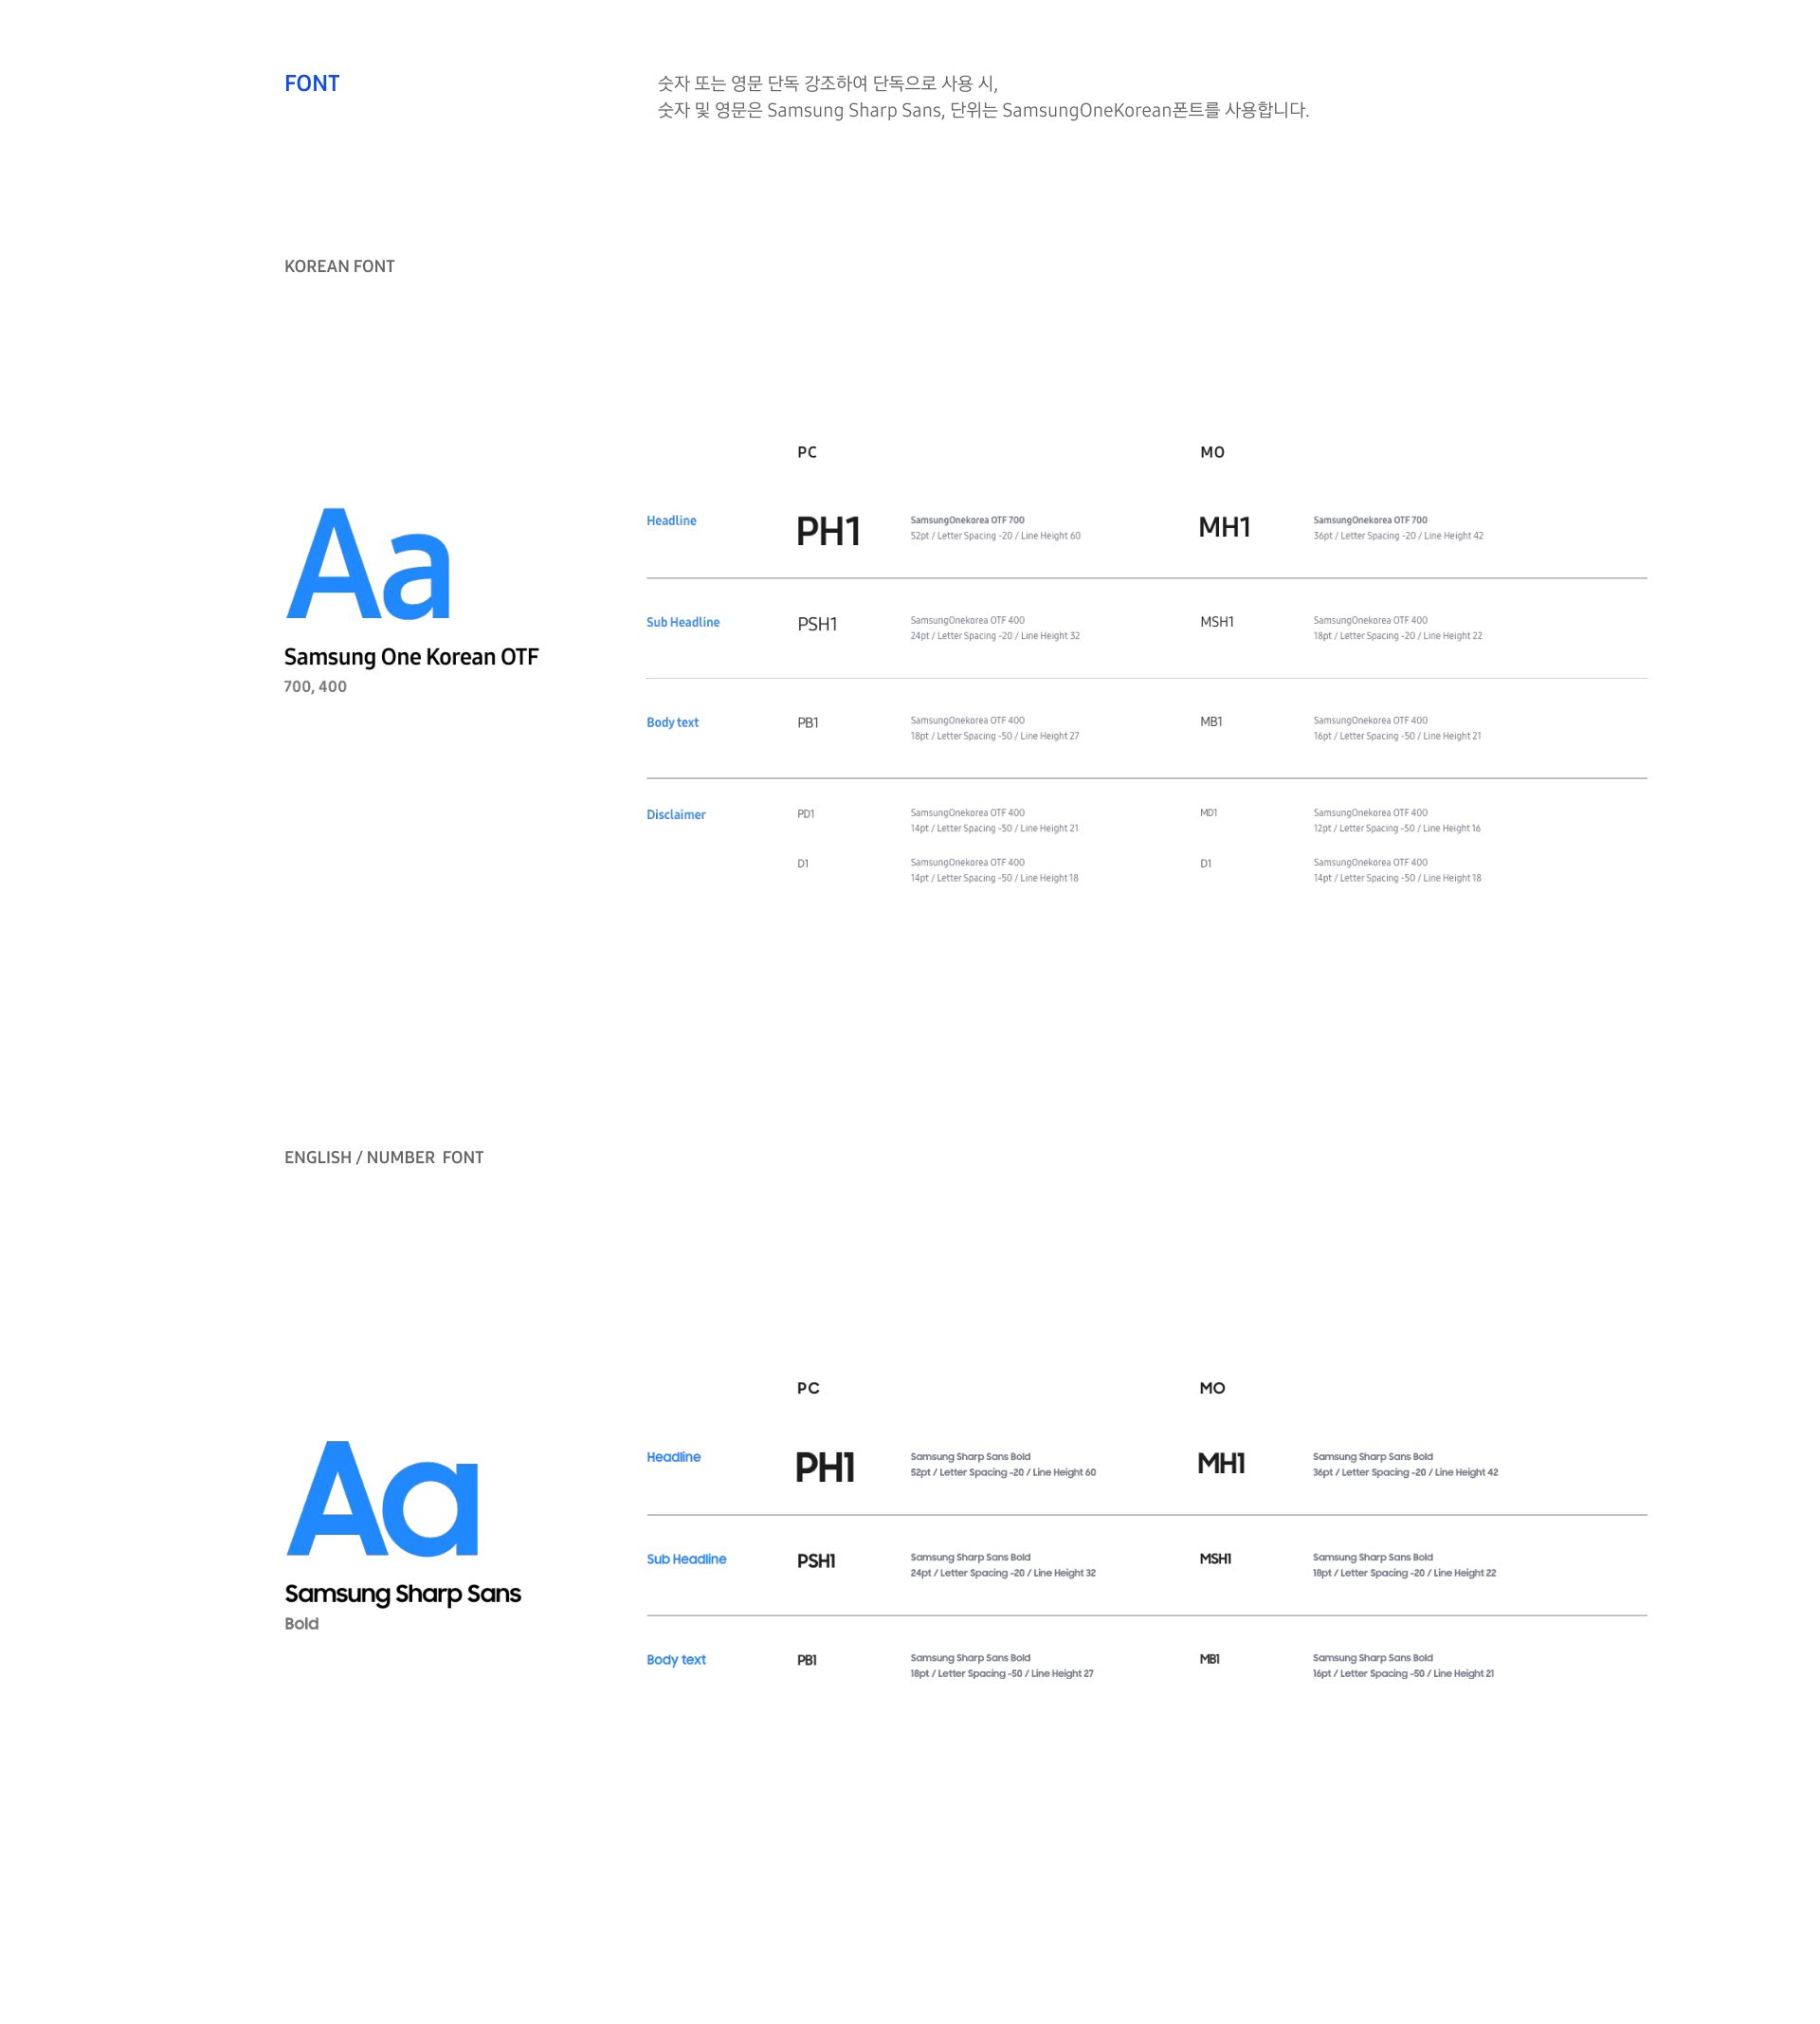 FONT
숫자 또는 영문 단독 강조하여 단독으로 사용 시,
숫자 및 영문은 Samsung Sharp Sans, 단위는 SamsungOneKorean폰트를 사용합니다.
KOREAN FONT
PC
MO
Aa
Samsung One Korean OTF
700, 400
Headline
PH1
SamsungOnekorea OTF 700
52pt / Letter Spacing -20 / Line Height 60
MH1
SamsungOnekorea OTF 700
36pt / Letter Spacing -20 / Line Height 42
Sub Headline
PSH1
SamsungOnekorea OTF 400
24pt / Letter Spacing -20 / Line Height 32
MSH1
SamsungOnekorea OTF 400
18pt / Letter Spacing -20 / Line Height 22
Body text
PB1
SamsungOnekorea OTF 400
18pt / Letter Spacing -50 / Line Height 27
MB1
SamsungOnekorea OTF 400
16pt / Letter Spacing -50 / Line Height 21
Disclaimer
PD1
SamsungOnekorea OTF 400
14pt / Letter Spacing -50 / Line Height 21
MD1
SamsungOnekorea OTF 400
12pt / Letter Spacing -50 / Line Height 16
D1
SamsungOnekorea OTF 400
14pt / Letter Spacing -50 / Line Height 18
D1
SamsungOnekorea OTF 400
14pt / Letter Spacing -50 / Line Height 18
ENGLISH / NUMBER FONT
PC
MO
Aa
Samsung Sharp Sans
Bold
Headline
PH1
Samsung Sharp Sans Bold
52pt / Letter Spacing -20 / Line Height 60
MH1
Samsung Sharp Sans Bold
36pt / Letter Spacing -20 / Line Height 42
Sub Headline
PSH1
Samsung Sharp Sans Bold
24pt / Letter Spacing -20 / Line Height 32
MSH1
Samsung Sharp Sans Bold
18pt / Letter Spacing -20 / Line Height 22
Body text
PB1
Samsung Sharp Sans Bold
18pt / Letter Spacing -50 / Line Height 27
MB1
Samsung Sharp Sans Bold
16pt / Letter Spacing -50 / Line Height 21